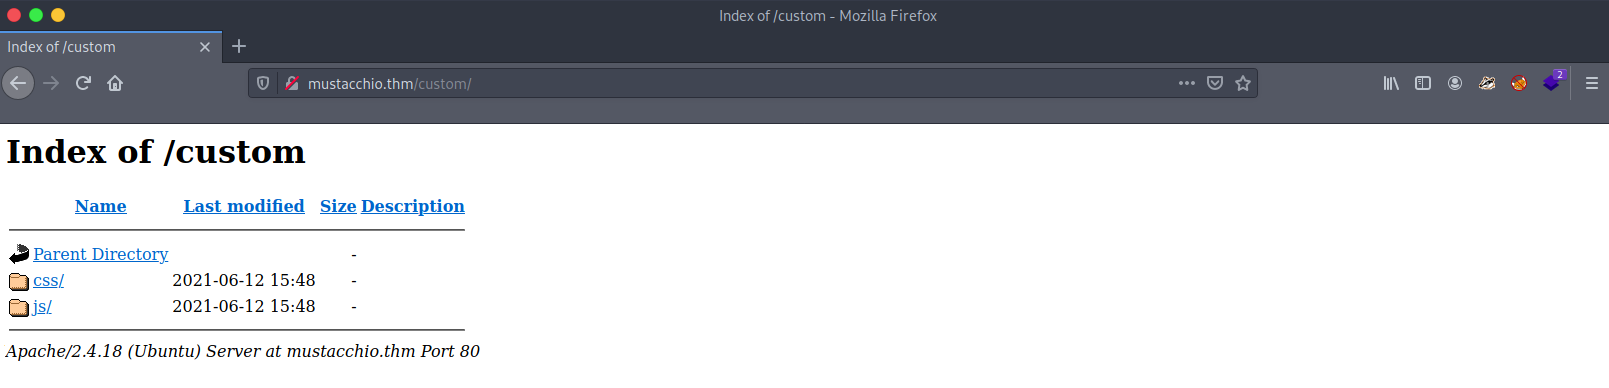 Index of /custom - Mozilla Firefox
Index of /custom
mustacchio.thm/custom/
2
Index of /custom
Name Last modified Size Description
Parent Directory -
css/ 2021-06-12 15:48 -
js/ 2021-06-12 15:48 -
Apache/2.4.18 (Ubuntu) Server at mustacchio.thm Port 80